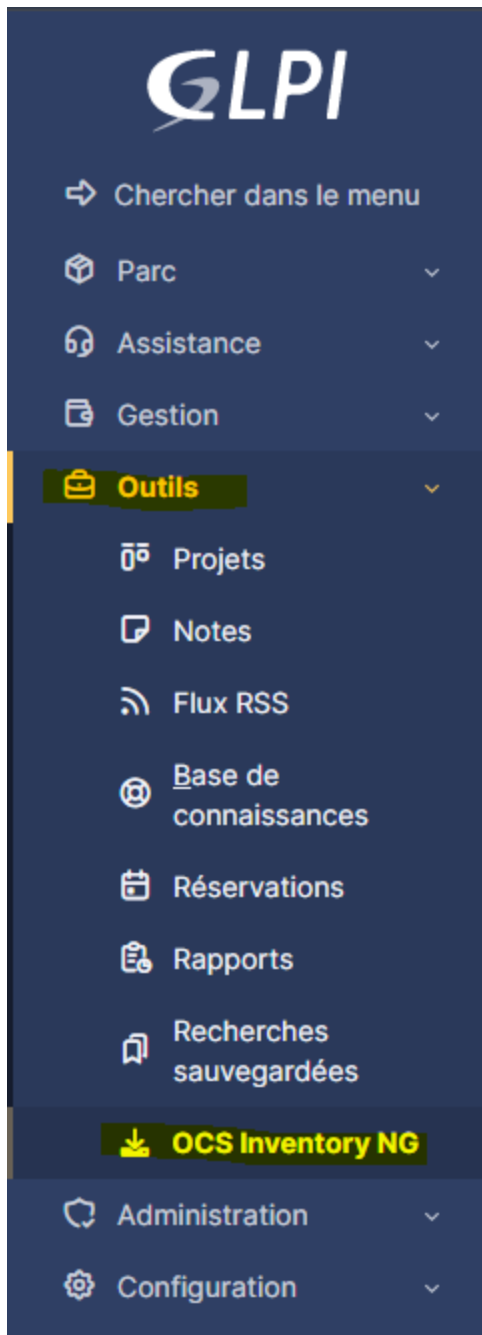 GLPI
Chercher dans le menu
Parc
Assistance
Gestion
Outils
Projets
Notes
Flux RSS
Base de
connaissances
Réservations
Rapports
Recherches
sauvegardées
OCS Inventory NG
Administration
Configuration